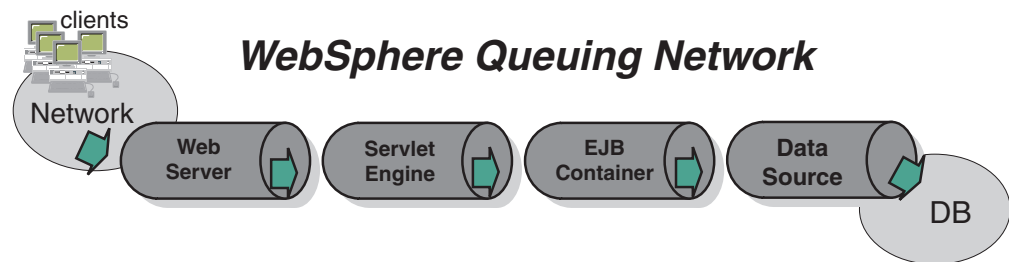 clients
WebSphere Queuing Network
Network
Web
Server
Servlet
Engine
EJB
Container
Data
Source
DB